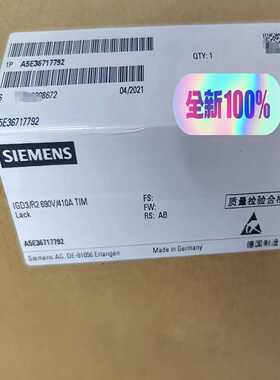 1P A5E36717792
QTY: 1
S
8672
04/2021
5E36717792
全新100%
SIEMENS
IGD3/R2 690V/410A TIM
Lack
FS:
FW:
RS: AB
质量检验合
A5E36717792
Siemens AG, DE-91056 Erlangen
Made in Germany
德国制造